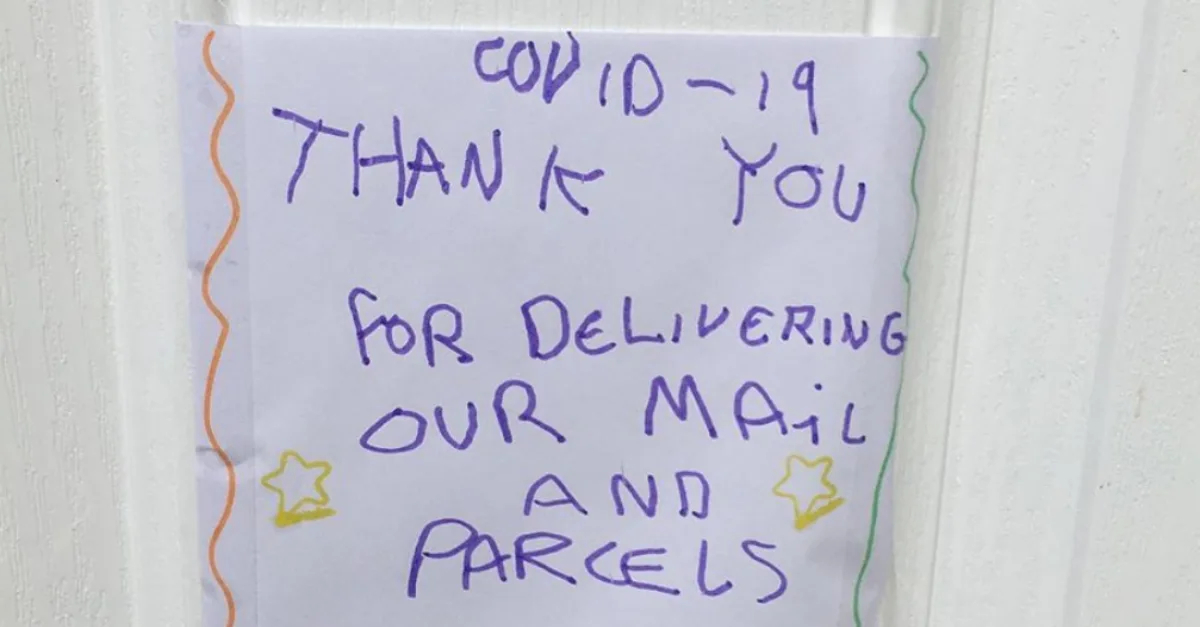 COVID-19
THANK YOU
FOR DELIVERING
OUR MAiL
AND
PARCELS